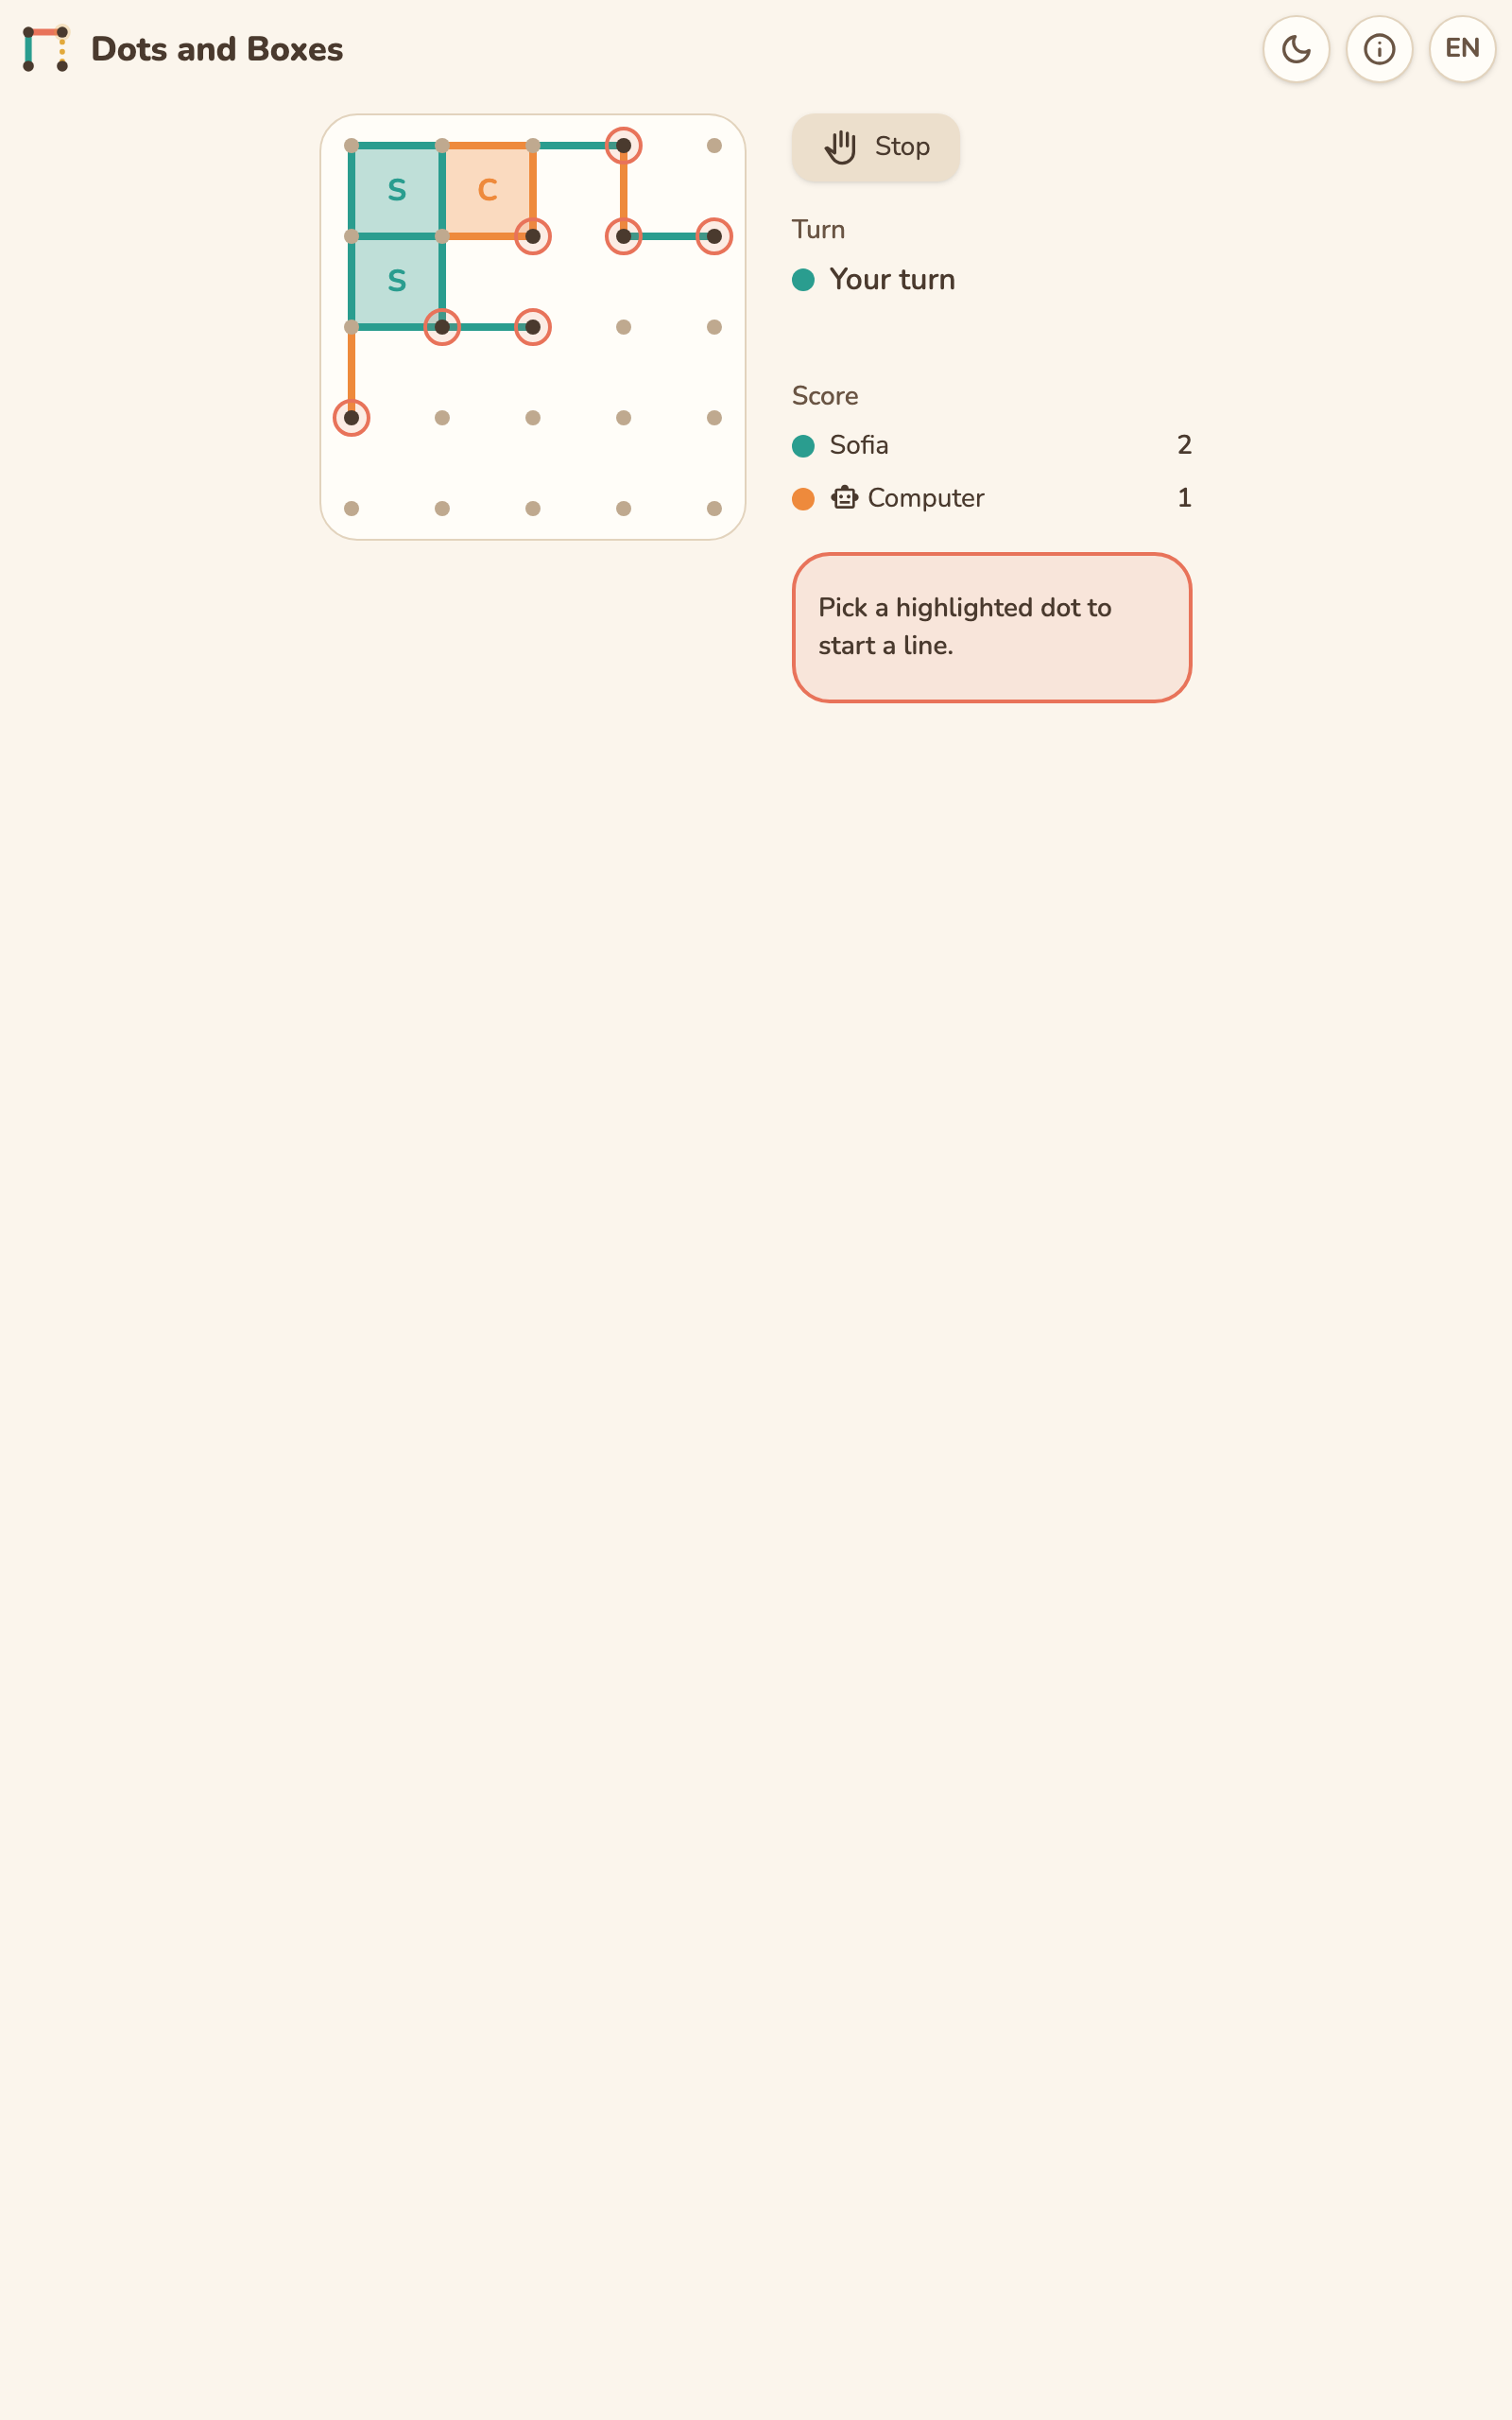 Dots and Boxes
EN
S
C
S
Stop
Turn
Your turn
Score
Sofia 2
Computer 1
Pick a highlighted dot to
start a line.